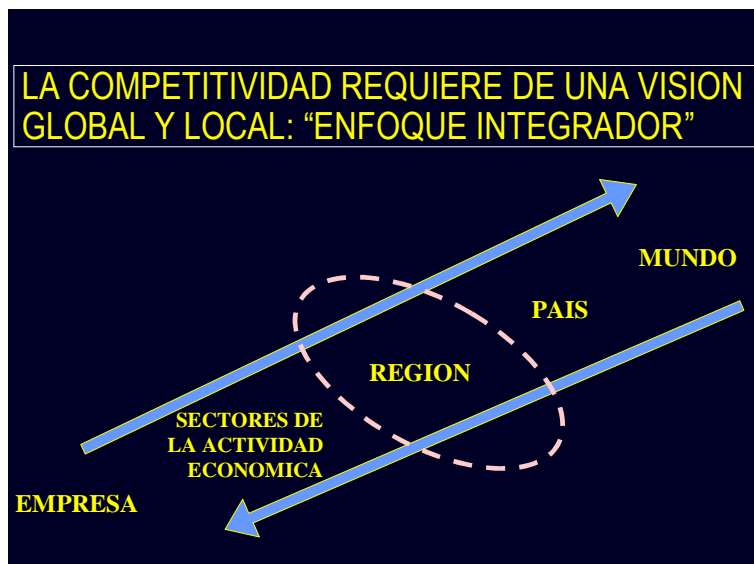 LA COMPETITIVIDAD REQUIERE DE UNA VISION
GLOBAL Y LOCAL: “ENFOQUE INTEGRADOR”
MUNDO
PAIS
REGION
SECTORES DE
LA ACTIVIDAD
ECONOMICA
EMPRESA